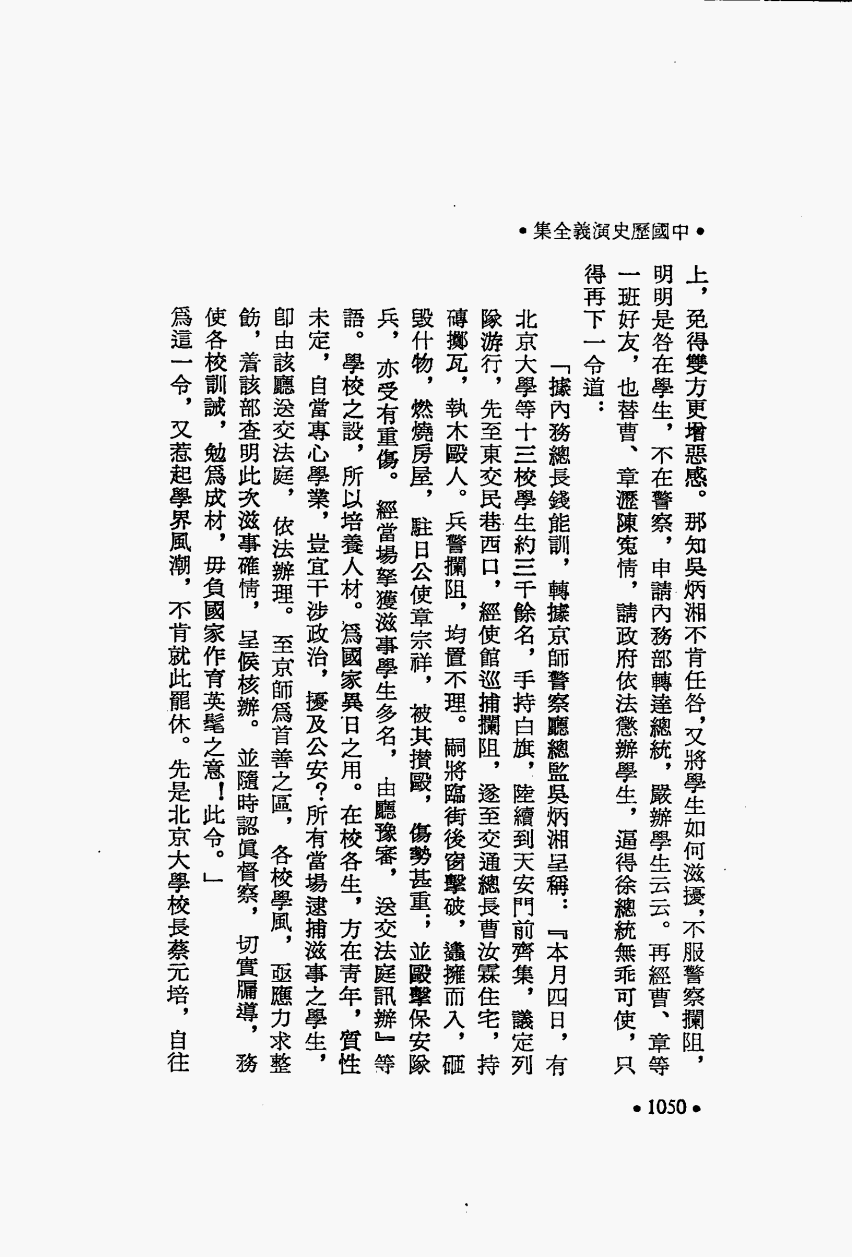 •中國歷史演義全集•
上，免得雙方更增惡感。那知吳炳湘不肯任咎，又將學生如何滋擾，不服警察攔阻，
明明是咎在學生，不在警察，申請內務部轉達總統，嚴辦學生云云。再經曹、章等
一班好友，也替曹、章瀝陳寃情，請政府依法懲辦學生，逼得徐總統無乖可使，只
得再下一令道：
「據內務總長錢能訓，轉據京師警察廳總監吳炳湘呈稱：『本月四日，有
北京大學等十三校學生約三千餘名，手持白旗，陸續到天安門前齊集，議定列
隊游行，先至東交民巷西口，經使館巡捕攔阻，遂至交通總長曹汝霖住宅，持
磚擲瓦，執木毆人。兵警攔阻，均置不理。嗣將臨街後窗擊破，蠭擁而入，砸
毀什物，燃燒房屋，駐日公使章宗祥，被其攢毆，傷勢甚重；並毆擊保安隊
兵，亦受有重傷。經當場拏獲滋事學生多名，由廳豫審，送交法庭訊辦』等
語。學校之設，所以培養人材。爲國家異日之用。在校各生，方在靑年，質性
未定，自當專心學業，豈宜干涉政治，擾及公安？所有當場逮捕滋事之學生，
卽由該廳送交法庭，依法辦理。至京師爲首善之區，各校學風，亟應力求整
飭，着該部査明此次滋事確情，呈候核辦。並隨時認眞督察，切實牖導，務
使各校訓誡，勉爲成材，毋負國家作育英髦之意！此令。」
爲這一令，又惹起學界風潮，不肯就此罷休。先是北京大學校長蔡元培，自往
•1050•